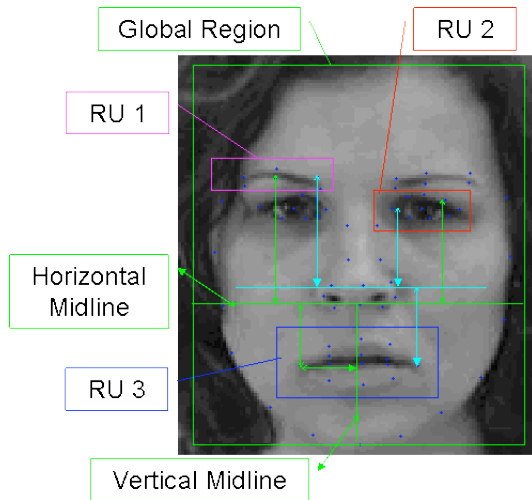 Global Region
RU 2
RU 1
Horizontal
Midline
RU 3
Vertical Midline